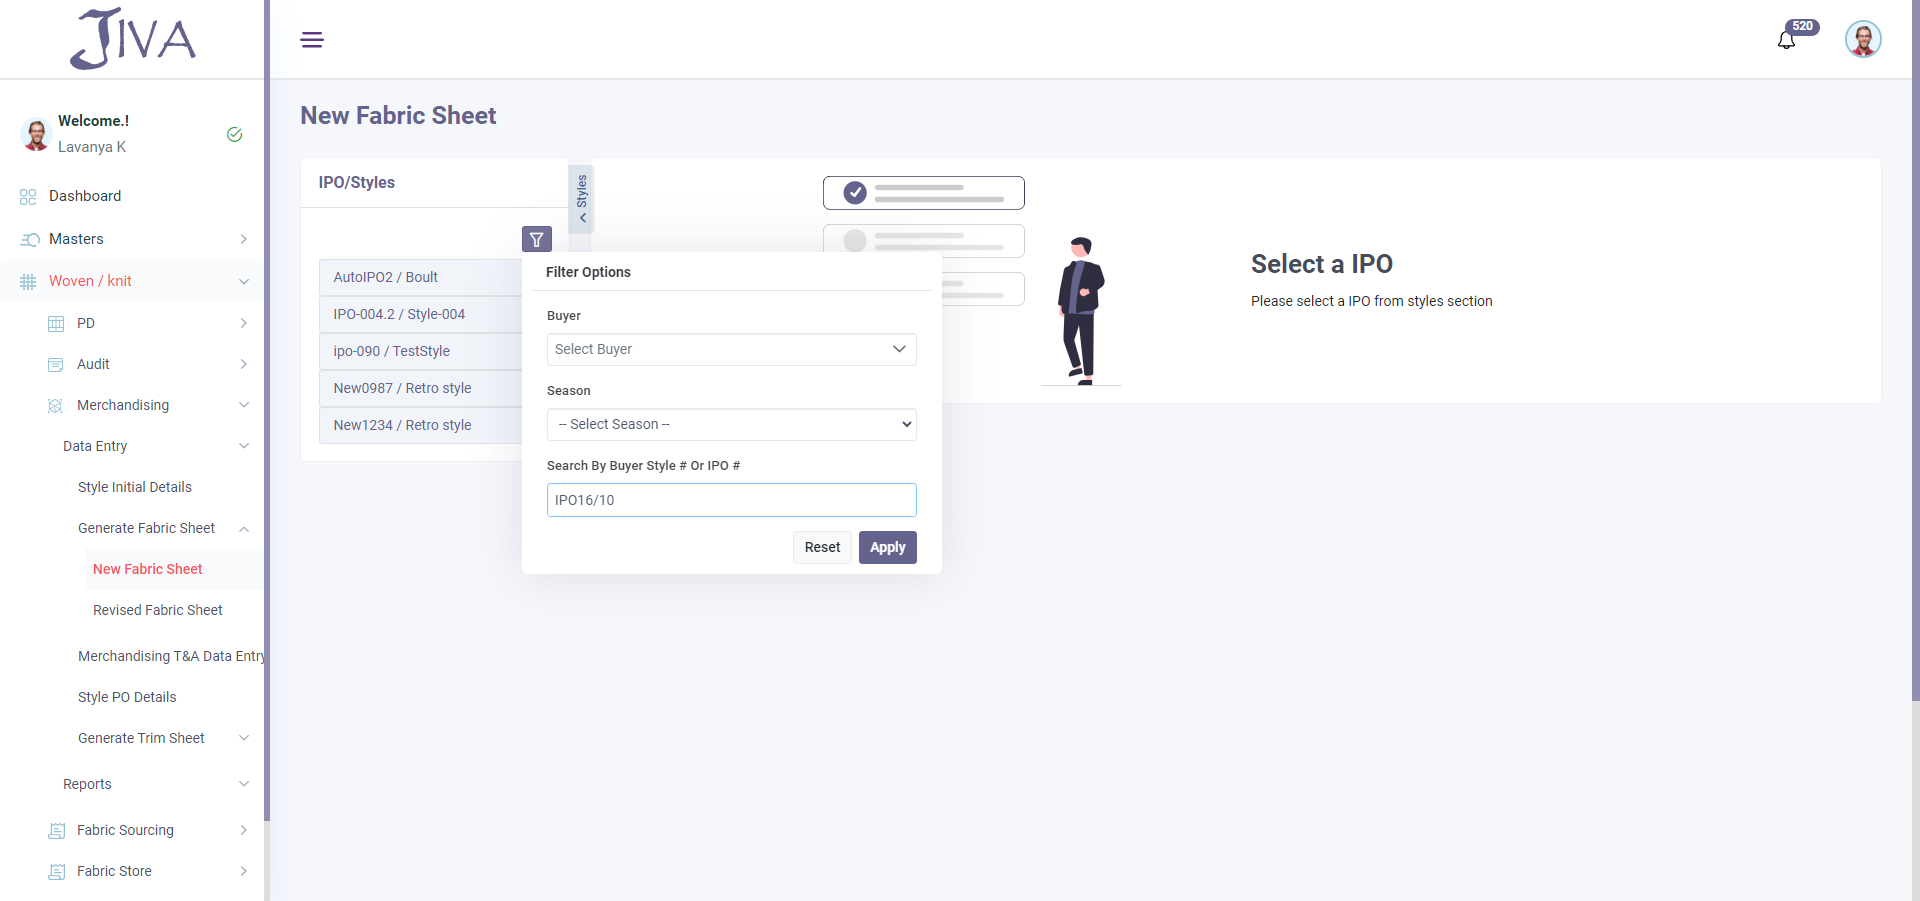 JIVA
520
Welcome.!
Lavanya K
Dashboard
Masters
Woven / knit
PD
Audit
Merchandising
Data Entry
Style Initial Details
Generate Fabric Sheet
New Fabric Sheet
Revised Fabric Sheet
Merchandising T&A Data Entry
Style PO Details
Generate Trim Sheet
Reports
Fabric Sourcing
Fabric Store
New Fabric Sheet
IPO/Styles
Styles
AutoIPO2 / Boult
IPO-004.2 / Style-004
ipo-090 / TestStyle
New0987 / Retro style
New1234 / Retro style
Filter Options
Buyer
Select Buyer
Season
-- Select Season --
Search By Buyer Style # Or IPO #
IPO16/10
Reset
Apply
Select a IPO
Please select a IPO from styles section